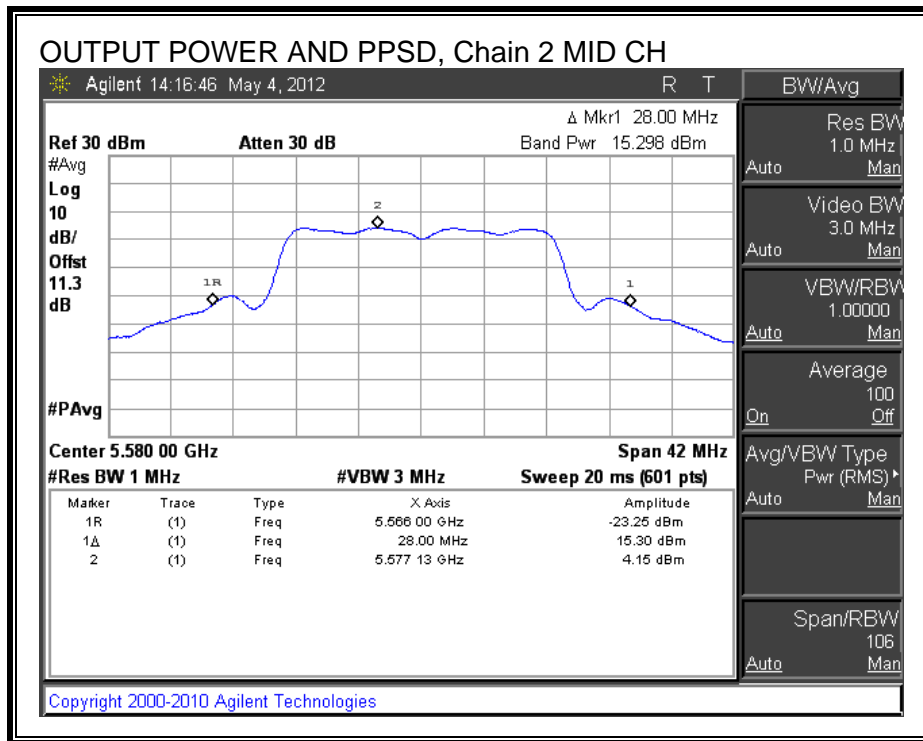 OUTPUT POWER AND PPSD, Chain 2 MID CH
Agilent 14:16:46 May 4, 2012 R T
BW/Avg
Δ Mkr1 28.00 MHz
Ref 30 dBm Atten 30 dB Band Pwr 15.298 dBm
#Avg
Log
10
dB/
Offst
11.3
dB
#PAvg
2
1R
1
Center 5.580 00 GHz Span 42 MHz
#Res BW 1 MHz #VBW 3 MHz Sweep 20 ms (601 pts)
Marker Trace Type X Axis Amplitude
1R (1) Freq 5.566 00 GHz -23.25 dBm
1Δ (1) Freq 28.00 MHz 15.30 dBm
2 (1) Freq 5.577 13 GHz 4.15 dBm
Res BW
1.0 MHz
Auto Man
Video BW
3.0 MHz
Auto Man
VBW/RBW
1.00000
Auto Man
Average
100
On Off
Avg/VBW Type
Pwr (RMS)
Auto Man
Span/RBW
106
Auto Man
Copyright 2000-2010 Agilent Technologies